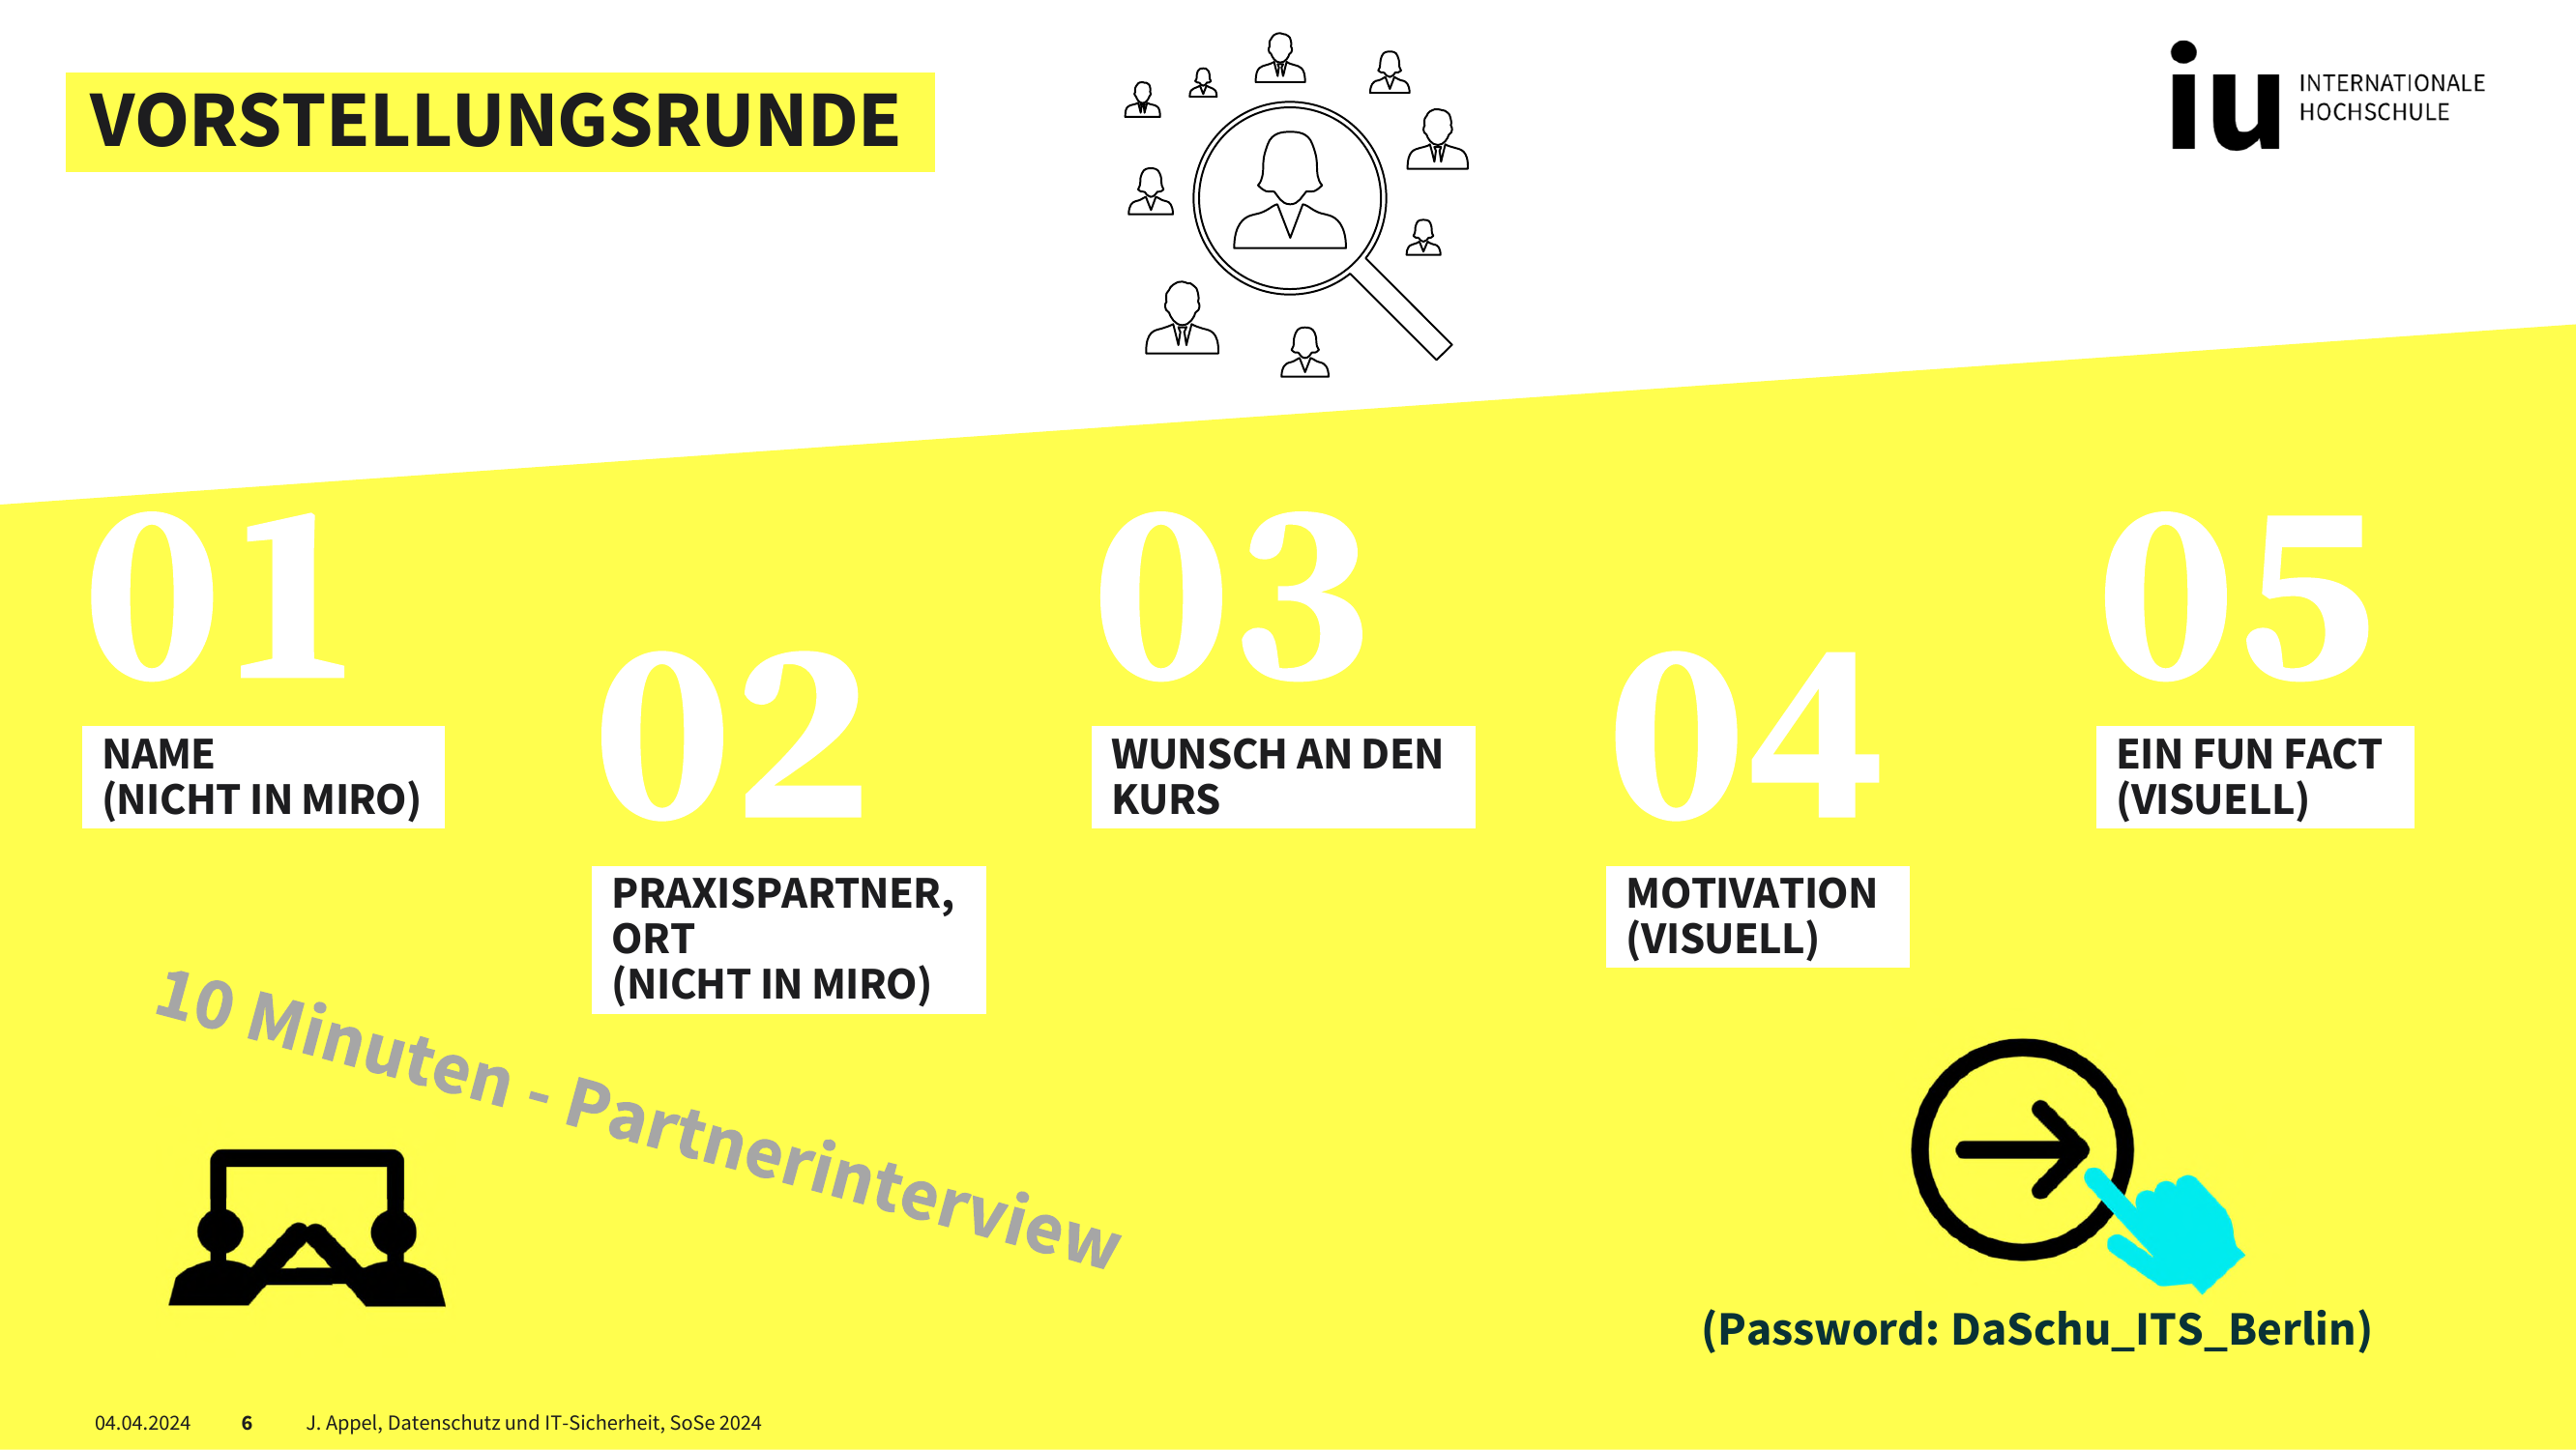 VORSTELLUNGSRUNDE
iu INTERNATIONALE
HOCHSCHULE
01
NAME
(NICHT IN MIRO)
02
PRAXISPARTNER,
ORT
(NICHT IN MIRO)
03
WUNSCH AN DEN
KURS
04
MOTIVATION
(VISUELL)
05
EIN FUN FACT
(VISUELL)
10 Minuten - Partnerinterview
(Password: DaSchu_ITS_Berlin)
04.04.2024 6 J. Appel, Datenschutz und IT-Sicherheit, SoSe 2024